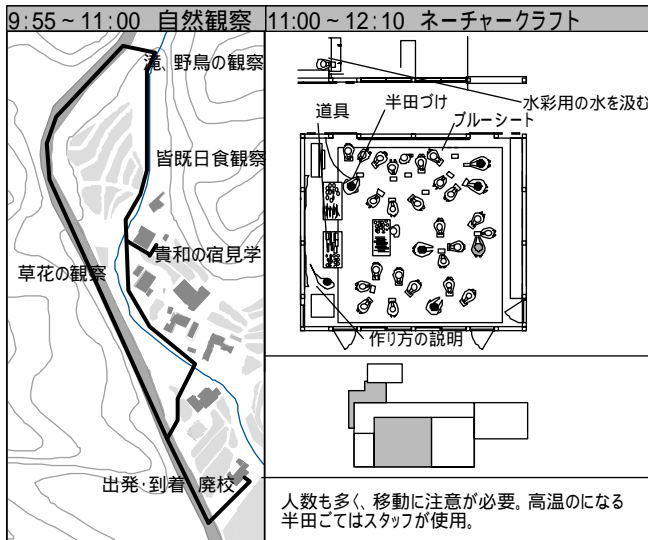 9:55～11:00 自然観察
11:00～12:10 ネーチャークラフト
滝、野鳥の観察
皆既日食観察
貴和の宿見学
草花の観察
出発・到着 廃校
水彩用の水を汲む
半田づけ
道具
ブルーシート
作り方の説明
人数も多く、移動に注意が必要。高温のになる
半田ごてはスタッフが使用。